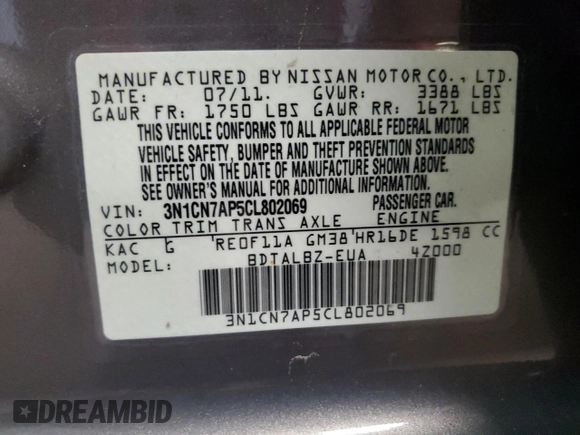 MANUFACTURED BY NISSAN MOTOR CO., LTD.
DATE: 07/11. GVWR: 3388 LBS
GAWR FR: 1750 LBS GAWR RR: 1671 LBS
THIS VEHICLE CONFORMS TO ALL APPLICABLE FEDERAL MOTOR
VEHICLE SAFETY, BUMPER AND THEFT PREVENTION STANDARDS
IN EFFECT ON THE DATE OF MANUFACTURE SHOWN ABOVE.
SEE OWNER'S MANUAL FOR ADDITIONAL INFORMATION.
VIN: 3N1CN7AP5CL802069 PASSENGER CAR.
COLOR TRIM TRANS AXLE ENGINE
KAC G RE0F11A GM38 HR16DE 1598 CC
MODEL: BDTALBZ-EUA 4Z000
3N1CN7AP5CL802069
DREAMBID